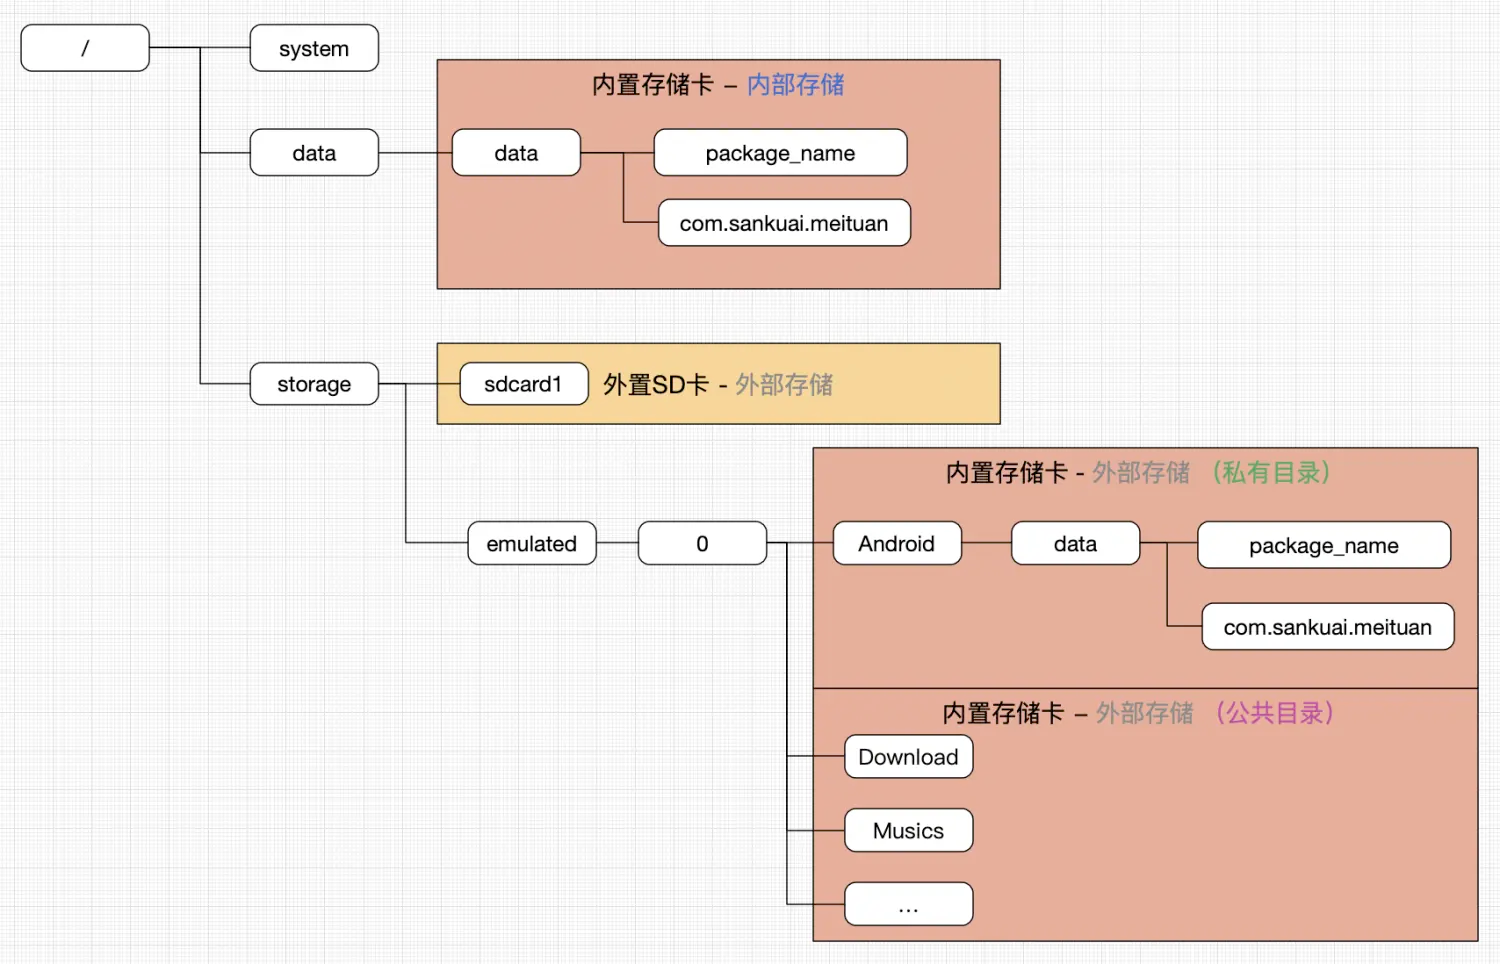 /
system
内置存储卡 – 内部存储
data
data
package_name
com.sankuai.meituan
storage
sdcard1
外置SD卡 - 外部存储
内置存储卡 - 外部存储 （私有目录）
emulated
0
Android
data
package_name
com.sankuai.meituan
内置存储卡 – 外部存储 （公共目录）
Download
Musics
...